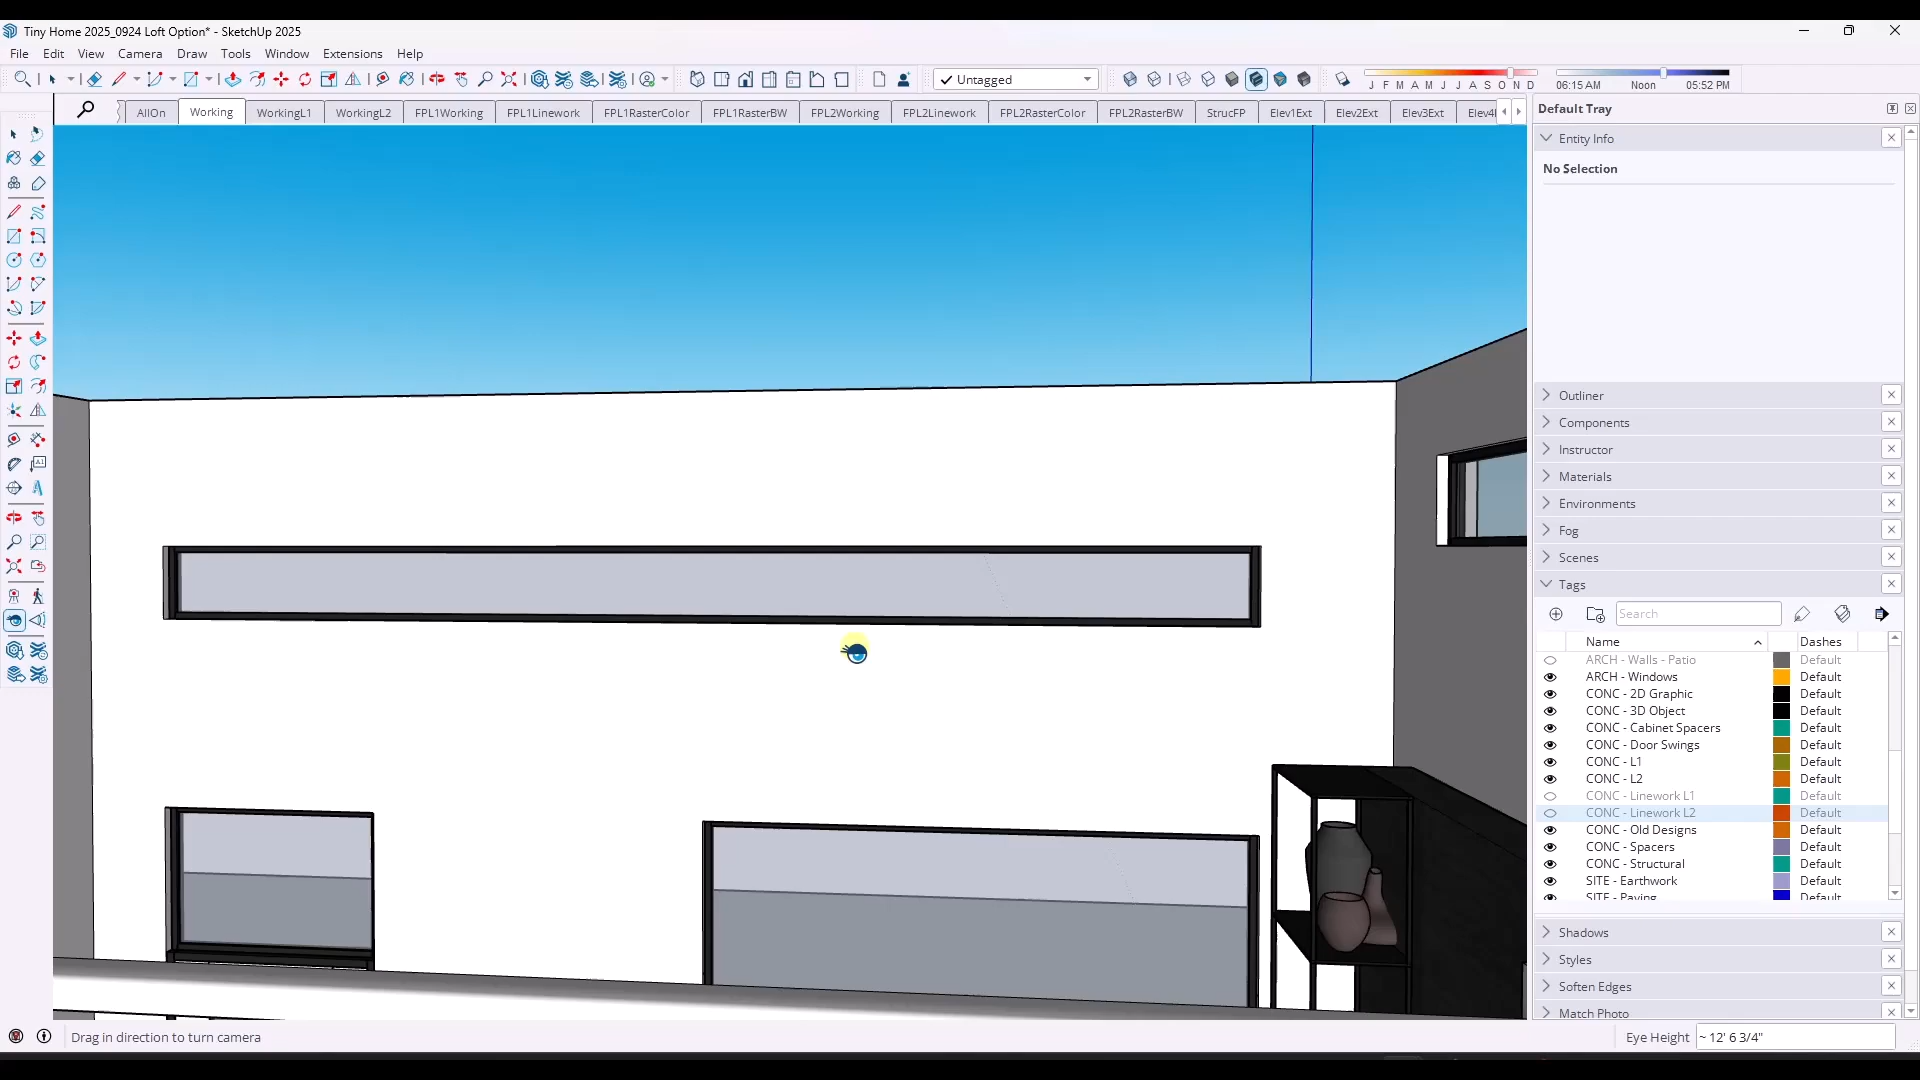 Tiny Home 2025_0924 Loft Option* - SketchUp 2025
File Edit View Camera Draw Tools Window Extensions Help
Untagged
J F M A M J J A S O N D
06:15 AM Noon 05:52 PM
AllOn Working WorkingL1 WorkingL2 FPL1Working FPL1Linework FPL1RasterColor FPL1RasterBW FPL2Working FPL2Linework FPL2RasterColor FPL2RasterBW StrucFP Elev1Ext Elev2Ext Elev3Ext
Default Tray
Entity Info
No Selection
Outliner
Components
Instructor
Materials
Environments
Fog
Scenes
Tags
Search
Name Dashes
ARCH - Walls - Patio Default
ARCH - Windows Default
CONC - 2D Graphic Default
CONC - 3D Object Default
CONC - Cabinet Spacers Default
CONC - Door Swings Default
CONC - L1 Default
CONC - L2 Default
CONC - Linework L1 Default
CONC - Linework L2 Default
CONC - Old Designs Default
CONC - Spacers Default
CONC - Structural Default
SITE - Earthwork Default
SITE - Paving Default
Shadows
Styles
Soften Edges
Match Photo
Drag in direction to turn camera
Eye Height ~ 12' 6 3/4"